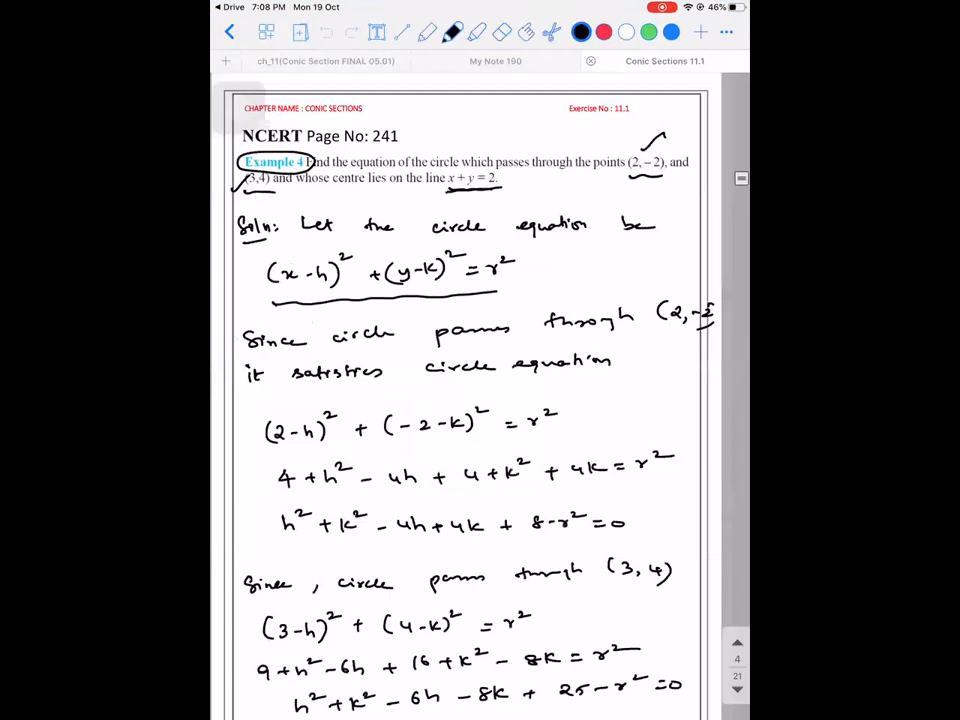 Drive 7:08 PM Mon 19 Oct 46%
ch_11(Conic Section FINAL 05.01) My Note 190 Conic Sections 11.1
CHAPTER NAME : CONIC SECTIONS Exercise No : 11.1
NCERT Page No: 241
Example 4 Find the equation of the circle which passes through the points (2, – 2), and
(3,4) and whose centre lies on the line x + y = 2.
Soln: Let the circle equation be
(x-h)² + (y-k)² = r²
Since circle passes through (2,-2
it satisfies circle equation
(2-h)² + (-2-k)² = r²
4 + h² - 4h + 4 + k² + 4k = r²
h² + k² - 4h + 4k + 8 - r² = 0
Since, circle passes through (3, 4)
(3-h)² + (4-k)² = r²
9 + h² - 6h + 16 + k² - 8k = r²
h² + k² - 6h - 8k + 25 - r² = 0
4
21